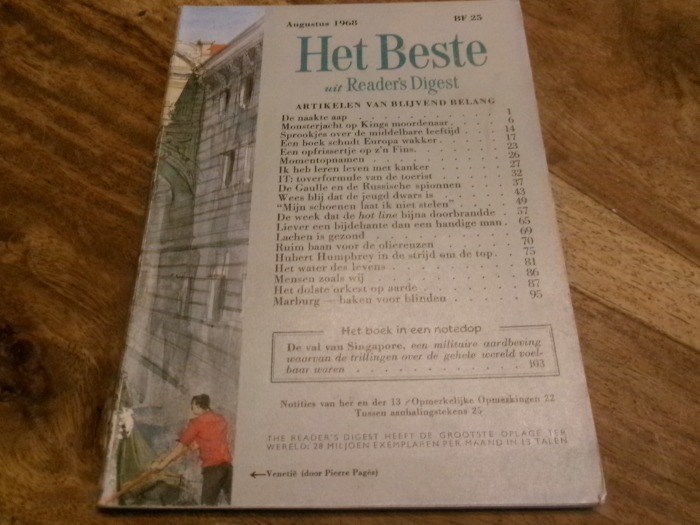 Augustus 1968 BF 25
Het Beste
uit Reader's Digest
ARTIKELEN VAN BLIJVEND BELANG
De naakte aap 1
Monsterjacht op Kings moordenaar 6
Sprookjes over de middelbare leeftijd 14
Een boek schudt Europa wakker 17
Een opfrissertje op z'n Fins 23
Momentopnamen 26
Ik heb leren leven met kanker 27
IT: toverformule van de toerist 32
De Gaulle en de Russische spionnen 37
Wees blij dat de jeugd dwars is 43
"Mijn schoenen laat ik niet stelen" 49
De week dat de hot line bijna doorbrandde 57
Liever een bijdehante dan een handige man 65
Lachen is gezond 69
Ruim baan voor de oliereuzen 70
Hubert Humphrey in de strijd om de top 75
Het water des levens 81
Mensen zoals wij 86
Het dolste orkest op aarde 87
Marburg — baken voor blinden 95
Het boek in een notedop
De val van Singapore, een militaire aardbeving
waarvan de trillingen over de gehele wereld voel-
baar waren 103
Notities van her en der 13 Opmerkelijke Opmerkingen 22
Tussen aanhalingstekens 25
THE READER'S DIGEST HEEFT DE GROOTSTE OPLAGE TER
WERELD: 28 MILJOEN EXEMPLAREN PER MAAND IN 13 TALEN
←Venetië (door Pierre Pagès)